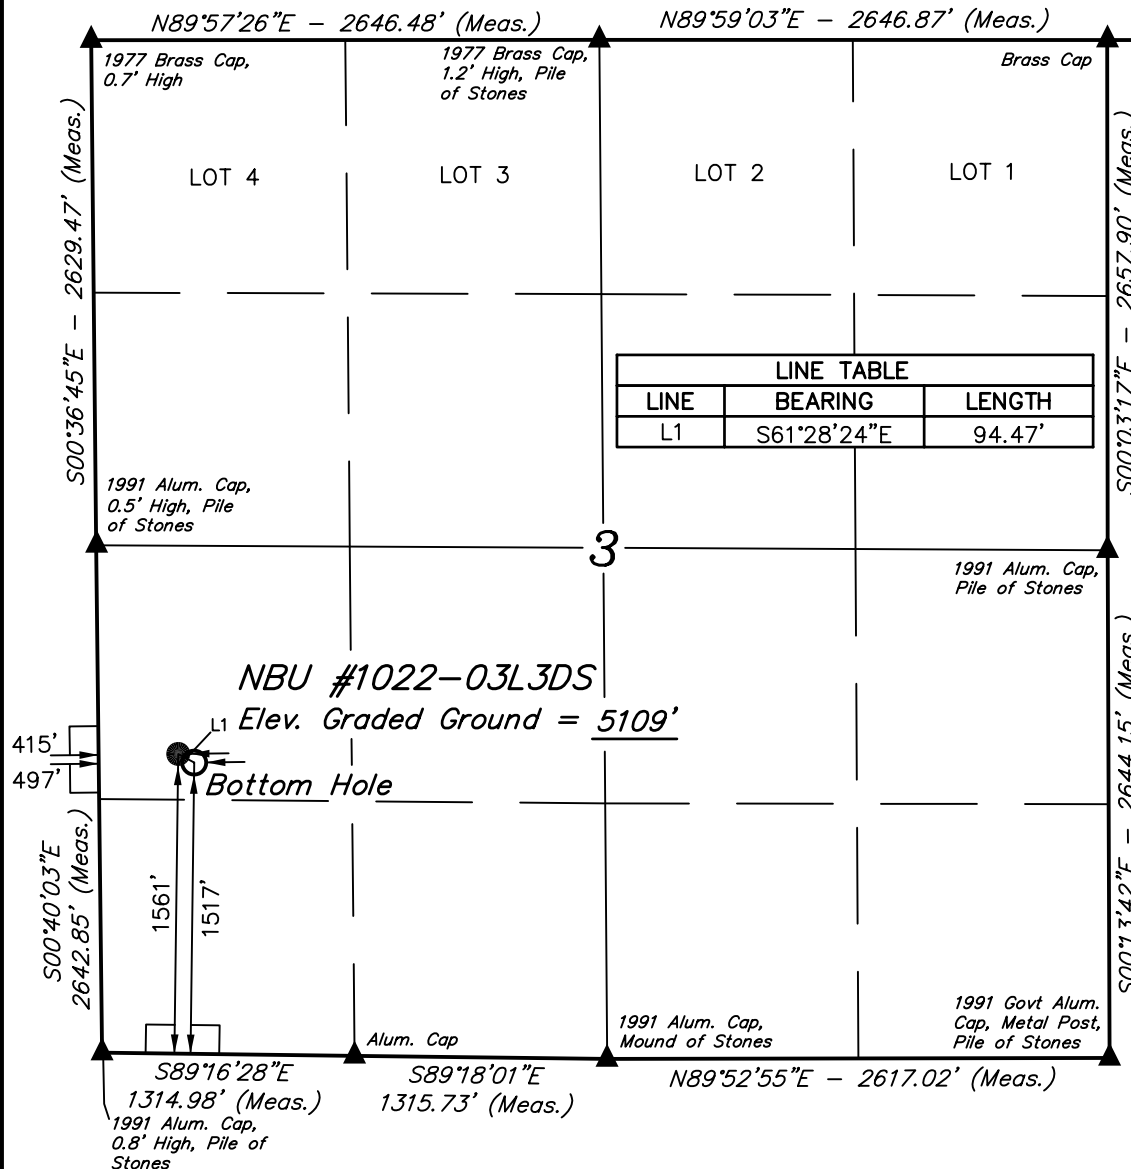 N89°57'26"E - 2646.48' (Meas.)
N89°59'03"E - 2646.87' (Meas.)
1977 Brass Cap,
0.7' High
1977 Brass Cap,
1.2' High, Pile
of Stones
Brass Cap
S00°36'45"E - 2629.47' (Meas.)
S00°03'17"E - 2657.90' (Meas.)
LOT 4
LOT 3
LOT 2
LOT 1
LINE TABLE
LINE BEARING LENGTH
L1 S61°28'24"E 94.47'
1991 Alum. Cap,
0.5' High, Pile
of Stones
3
1991 Alum. Cap,
Pile of Stones
NBU #1022-03L3DS
Elev. Graded Ground = 5109'
L1
415'
497'
Bottom Hole
1561'
1517'
S00°40'03"E
2642.85' (Meas.)
S00°13'42"E - 2644.15' (Meas.)
Alum. Cap
1991 Alum. Cap,
Mound of Stones
1991 Govt Alum.
Cap, Metal Post,
Pile of Stones
S89°16'28"E
1314.98' (Meas.)
S89°18'01"E
1315.73' (Meas.)
N89°52'55"E - 2617.02' (Meas.)
1991 Alum. Cap,
0.8' High, Pile of
Stones